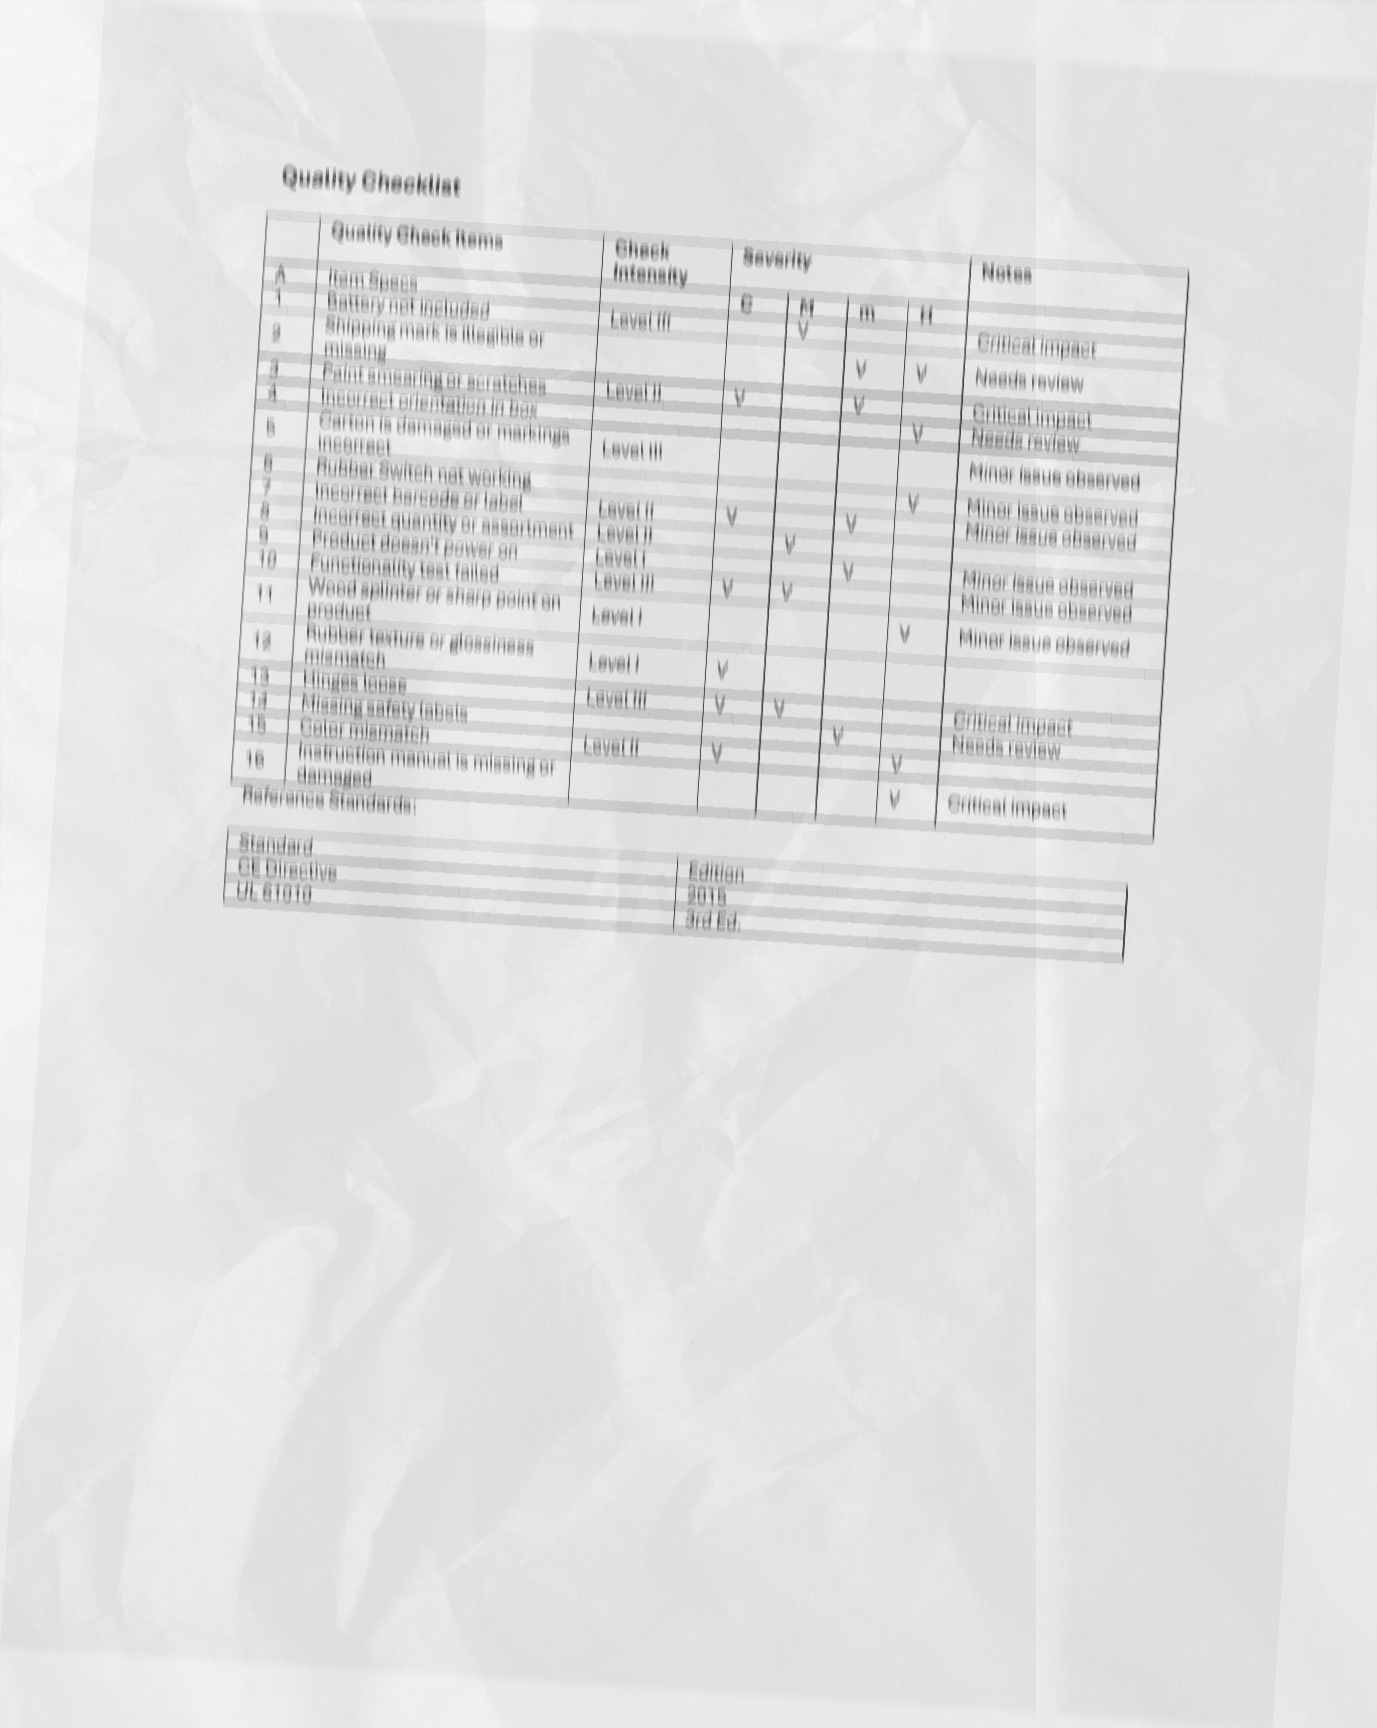 Quality Checklist
Quality Check Items Check Intensity Severity Notes
A Item Specs C M m H
1 Battery not included Level III V Critical impact
2 Shipping mark is illegible or
missing V V Needs review
3 Paint smearing or scratches Level II V V Critical impact
4 Incorrect orientation in box V Needs review
5 Carton is damaged or markings
incorrect Level III Minor issue observed
6 Rubber Switch not working V Minor issue observed
7 Incorrect barcode or label Level II V V Minor issue observed
8 Incorrect quantity or assortment Level II V
9 Product doesn't power on Level I V Minor issue observed
10 Functionality test failed Level III V V Minor issue observed
11 Wood splinter or sharp point on
product Level I V Minor issue observed
12 Rubber texture or glossiness
mismatch Level I V
13 Hinges loose Level III V V Critical impact
14 Missing safety labels V Needs review
15 Color mismatch Level II V V
16 Instruction manual is missing or
damaged V Critical impact
Reference Standards:
Standard Edition
CE Directive 2015
UL 61010 3rd Ed.